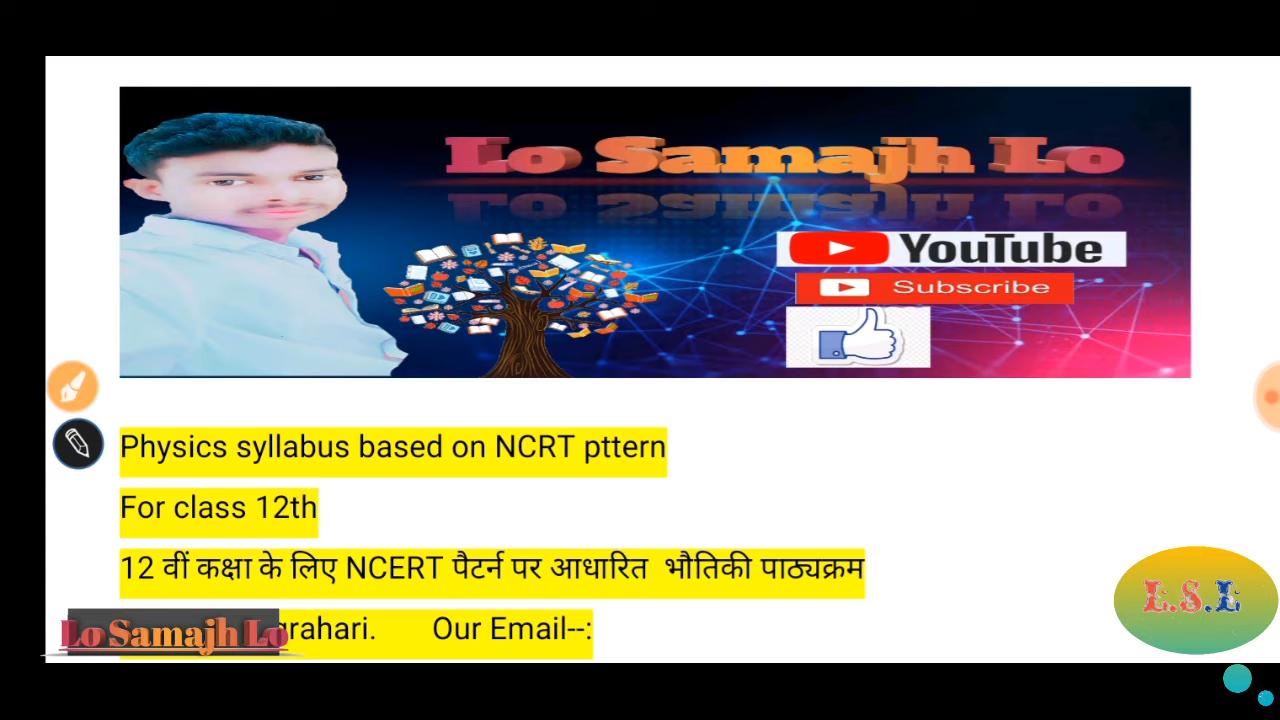 Lo Samajh Lo
YouTube
Subscribe
Physics syllabus based on NCRT pttern
For class 12th
12 वीं कक्षा के लिए NCERT पैटर्न पर आधारित भौतिकी पाठ्यक्रम
grahari. Our Email--:
Lo Samajh Lo
L.S.L